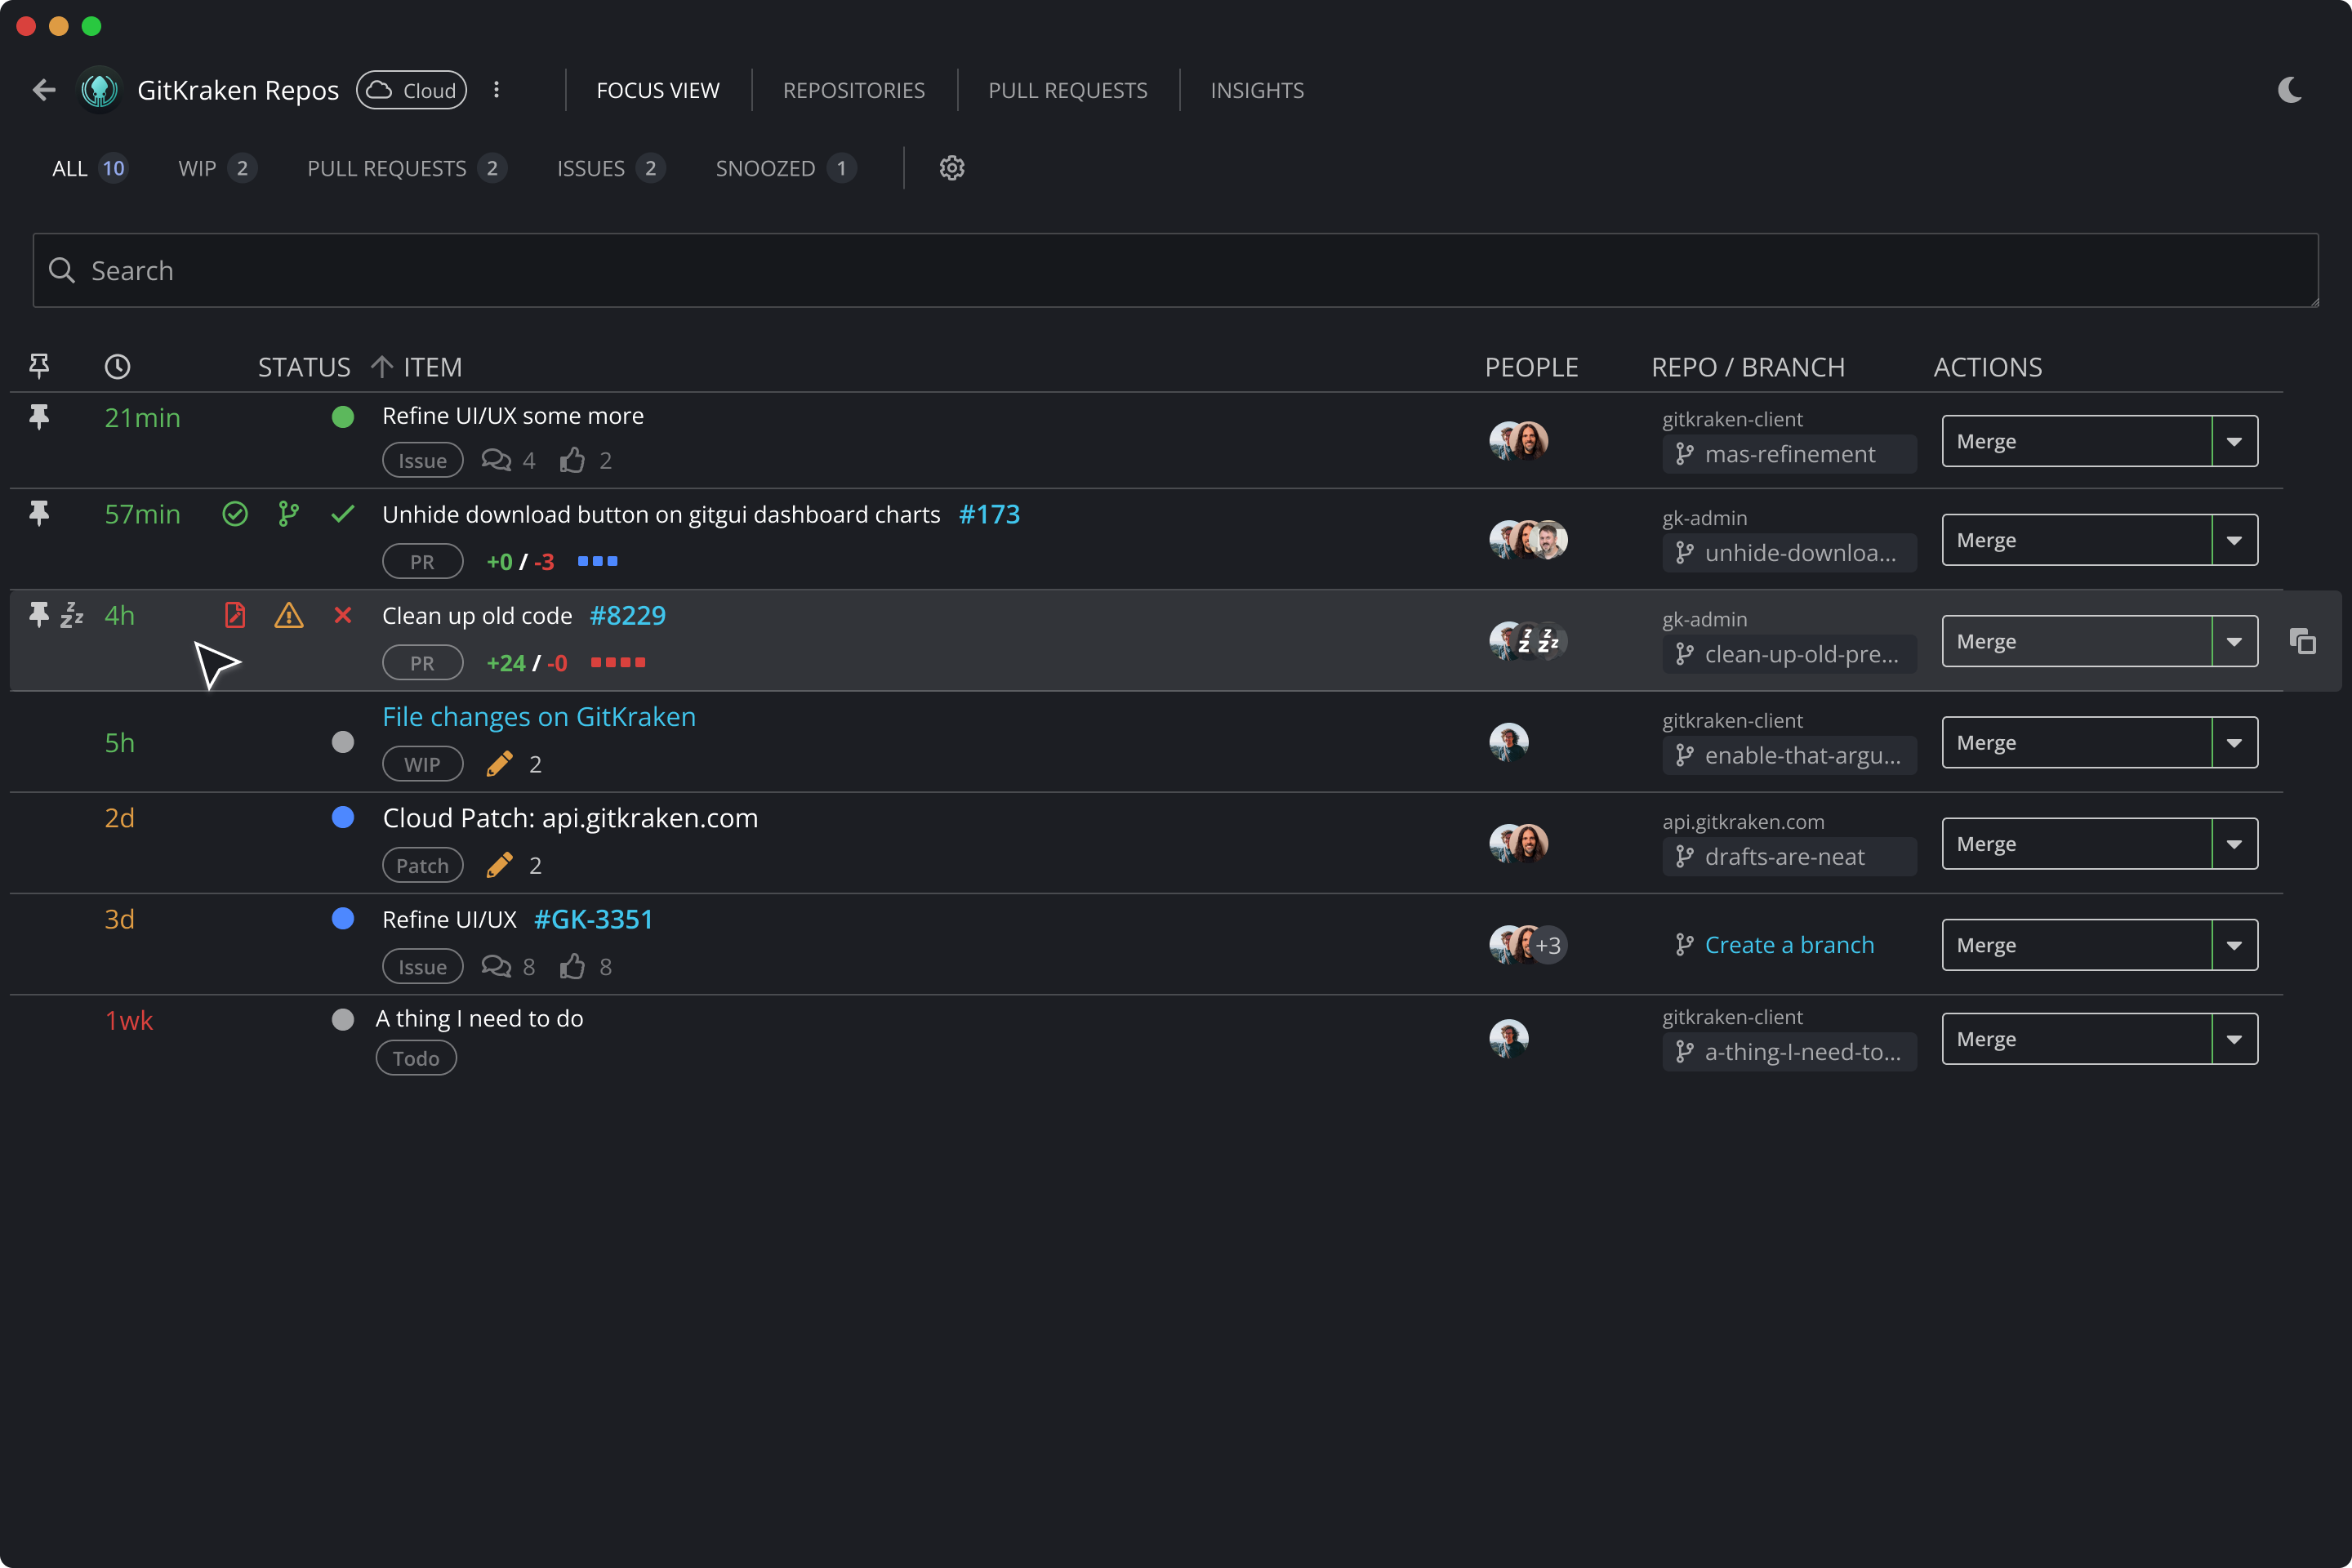 GitKraken Repos Cloud FOCUS VIEW REPOSITORIES PULL REQUESTS INSIGHTS
ALL 10 WIP 2 PULL REQUESTS 2 ISSUES 2 SNOOZED 1
Search
STATUS ITEM PEOPLE REPO / BRANCH ACTIONS
21min Refine UI/UX some more
Issue 4 2
gitkraken-client
mas-refinement
Merge
57min Unhide download button on gitgui dashboard charts #173
PR +0 / -3
gk-admin
unhide-downloa...
Merge
zzz 4h Clean up old code #8229
PR +24 / -0
zz zzz
gk-admin
clean-up-old-pre...
Merge
5h File changes on GitKraken
WIP 2
gitkraken-client
enable-that-argu...
Merge
2d Cloud Patch: api.gitkraken.com
Patch 2
api.gitkraken.com
drafts-are-neat
Merge
3d Refine UI/UX #GK-3351
Issue 8 8
+3
Create a branch
Merge
1wk A thing I need to do
Todo
gitkraken-client
a-thing-I-need-to...
Merge